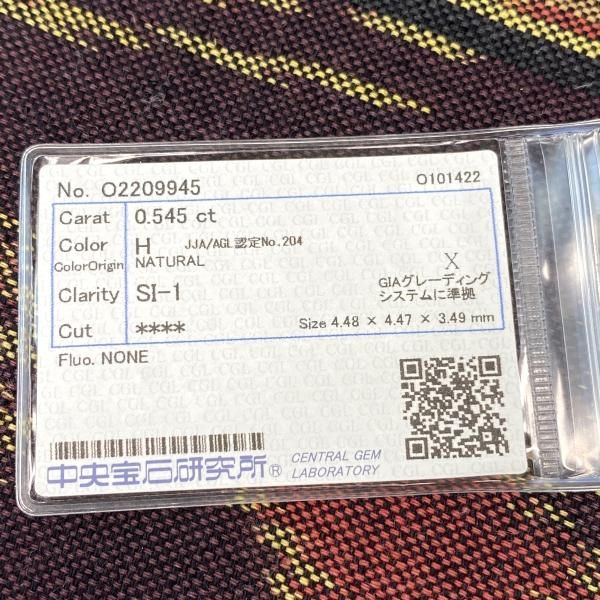 No. O2209945 O101422
Carat 0.545 ct
Color H JJA/AGL認定No.204
ColorOrigin NATURAL
X
Clarity SI-1 GIAグレーディング
システムに準拠
Cut **** Size 4.48 × 4.47 × 3.49 mm
Fluo. NONE
中央宝石研究所® CENTRAL GEM
LABORATORY